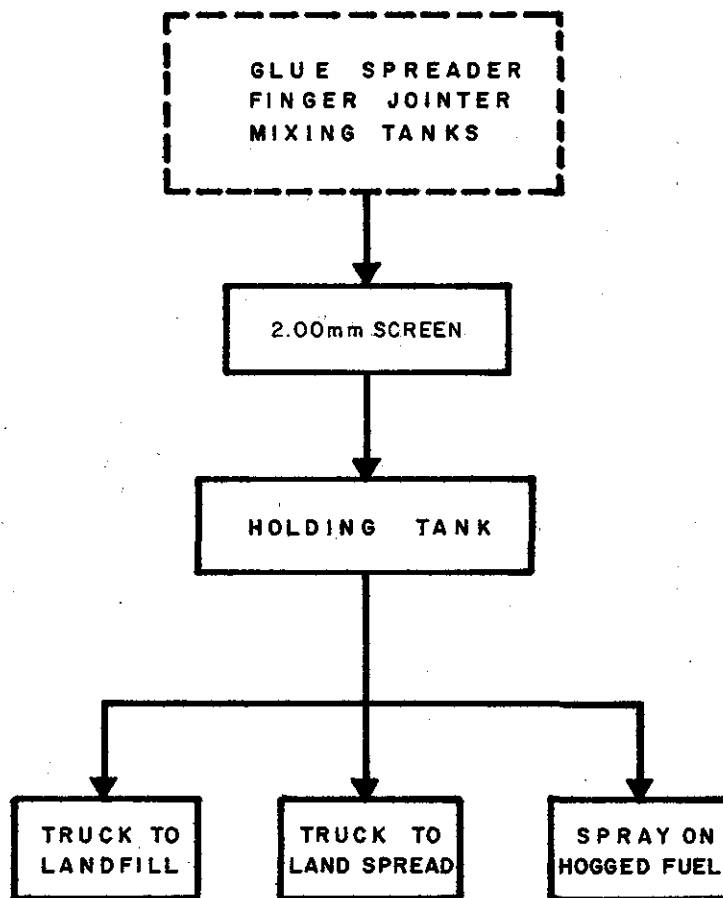 GLUE SPREADER
FINGER JOINTER
MIXING TANKS
2.00mm SCREEN
HOLDING TANK
TRUCK TO
LANDFILL
TRUCK TO
LAND SPREAD
SPRAY ON
HOGGED FUEL